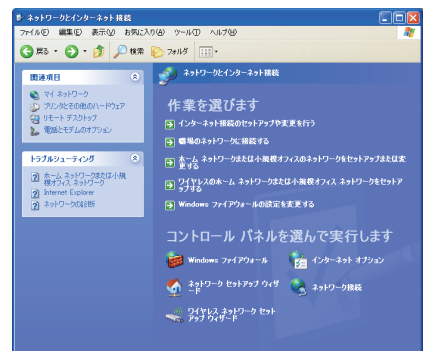 ネットワークとインターネット接続
ファイル(F) 編集(E) 表示(V) お気に入り(A) ツール(T) ヘルプ(H)
戻る 検索 フォルダ
関連項目
マイ ネットワーク
プリンタとその他のハードウェア
リモート デスクトップ
電話とモデムのオプション
トラブルシューティング
ホーム ネットワークまたは小規
模オフィス ネットワーク
Internet Explorer
ネットワークの診断
ネットワークとインターネット接続
作業を選びます
インターネット接続のセットアップや変更を行う
職場のネットワークに接続する
ホーム ネットワークまたは小規模オフィスのネットワークをセットアップまたは変
更する
ワイヤレスのホーム ネットワークまたは小規模オフィス ネットワークをセットア
ップする
Windows ファイアウォールの設定を変更する
コントロール パネルを選んで実行します
Windows ファイアウォール
インターネット オプション
ネットワーク セットアップ ウィザ
ード
ネットワーク接続
ワイヤレス ネットワーク セット
アップ ウィザード